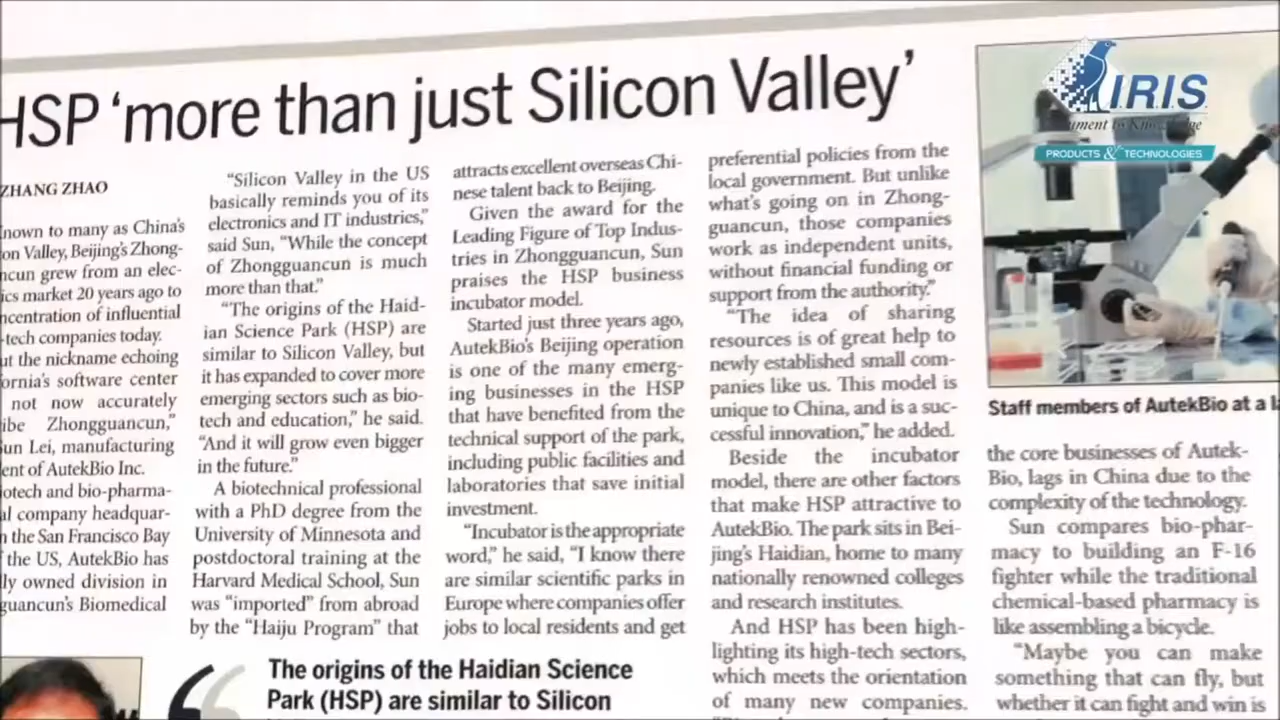 HSP ‘more than just Silicon Valley’
ZHANG ZHAO
nown to many as China's
on Valley, Beijing's Zhong-
ncun grew from an elec-
ics market 20 years ago to
ncentration of influential
-tech companies today.
ut the nickname echoing
ornia's software center
not now accurately
ibe Zhongguancun,”
un Lei, manufacturing
ent of AutekBio Inc.
iotech and bio-pharma-
al company headquar-
n the San Francisco Bay
the US, AutekBio has
ly owned division in
guancun's Biomedical
“Silicon Valley in the US
basically reminds you of its
electronics and IT industries,”
said Sun, “While the concept
of Zhongguancun is much
more than that.”
“The origins of the Haid-
ian Science Park (HSP) are
similar to Silicon Valley, but
it has expanded to cover more
emerging sectors such as bio-
tech and education,” he said.
“And it will grow even bigger
in the future.”
A biotechnical professional
with a PhD degree from the
University of Minnesota and
postdoctoral training at the
Harvard Medical School, Sun
was “imported” from abroad
by the “Haiju Program” that
attracts excellent overseas Chi-
nese talent back to Beijing.
Given the award for the
Leading Figure of Top Indus-
tries in Zhongguancun, Sun
praises the HSP business
incubator model.
Started just three years ago,
AutekBio's Beijing operation
is one of the many emerg-
ing businesses in the HSP
that have benefited from the
technical support of the park,
including public facilities and
laboratories that save initial
investment.
“Incubator is the appropriate
word,” he said, “I know there
are similar scientific parks in
Europe where companies offer
jobs to local residents and get
preferential policies from the
local government. But unlike
what's going on in Zhong-
guancun, those companies
work as independent units,
without financial funding or
support from the authority.”
“The idea of sharing
resources is of great help to
newly established small com-
panies like us. This model is
unique to China, and is a suc-
cessful innovation,” he added.
Beside the incubator
model, there are other factors
that make HSP attractive to
AutekBio. The park sits in Bei-
jing's Haidian, home to many
nationally renowned colleges
and research institutes.
And HSP has been high-
lighting its high-tech sectors,
which meets the orientation
of many new companies.
I.R.I.S.
ument to Knowledge
PRODUCTS & TECHNOLOGIES
Staff members of AutekBio at a la
the core businesses of Autek-
Bio, lags in China due to the
complexity of the technology.
Sun compares bio-phar-
macy to building an F-16
fighter while the traditional
chemical-based pharmacy is
like assembling a bicycle.
“Maybe you can make
something that can fly, but
whether it can fight and win is
The origins of the Haidian Science
Park (HSP) are similar to Silicon